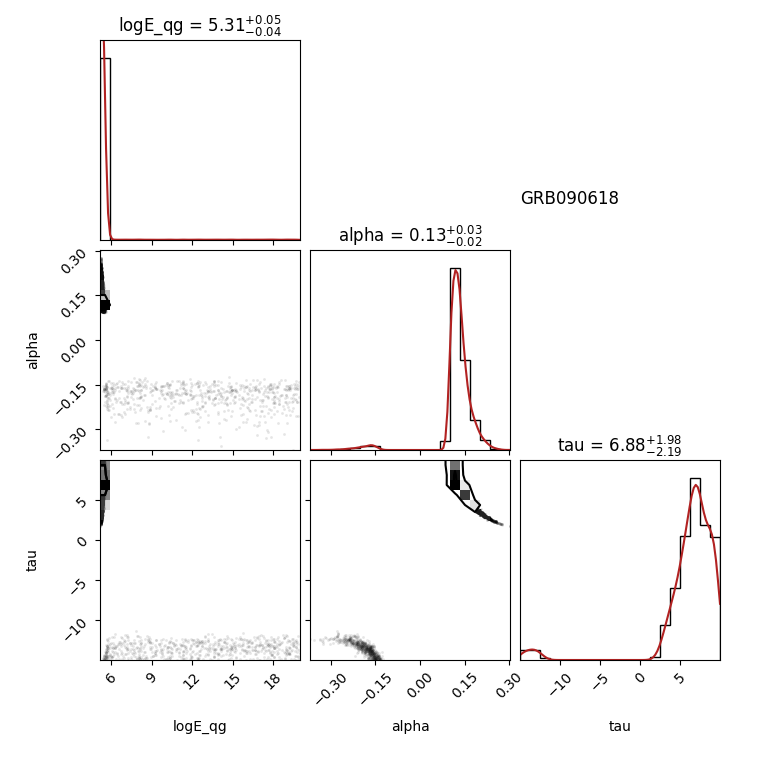 logE_qg = 5.31+0.05−0.04
GRB090618
alpha = 0.13+0.03−0.02
0.30
0.15
0.00
−0.15
−0.30
alpha
tau = 6.88+1.98−2.19
5
0
−5
−10
tau
6 9 12 15 18
−0.30 −0.15 0.00 0.15 0.30
−10 −5 0 5
logE_qg alpha tau